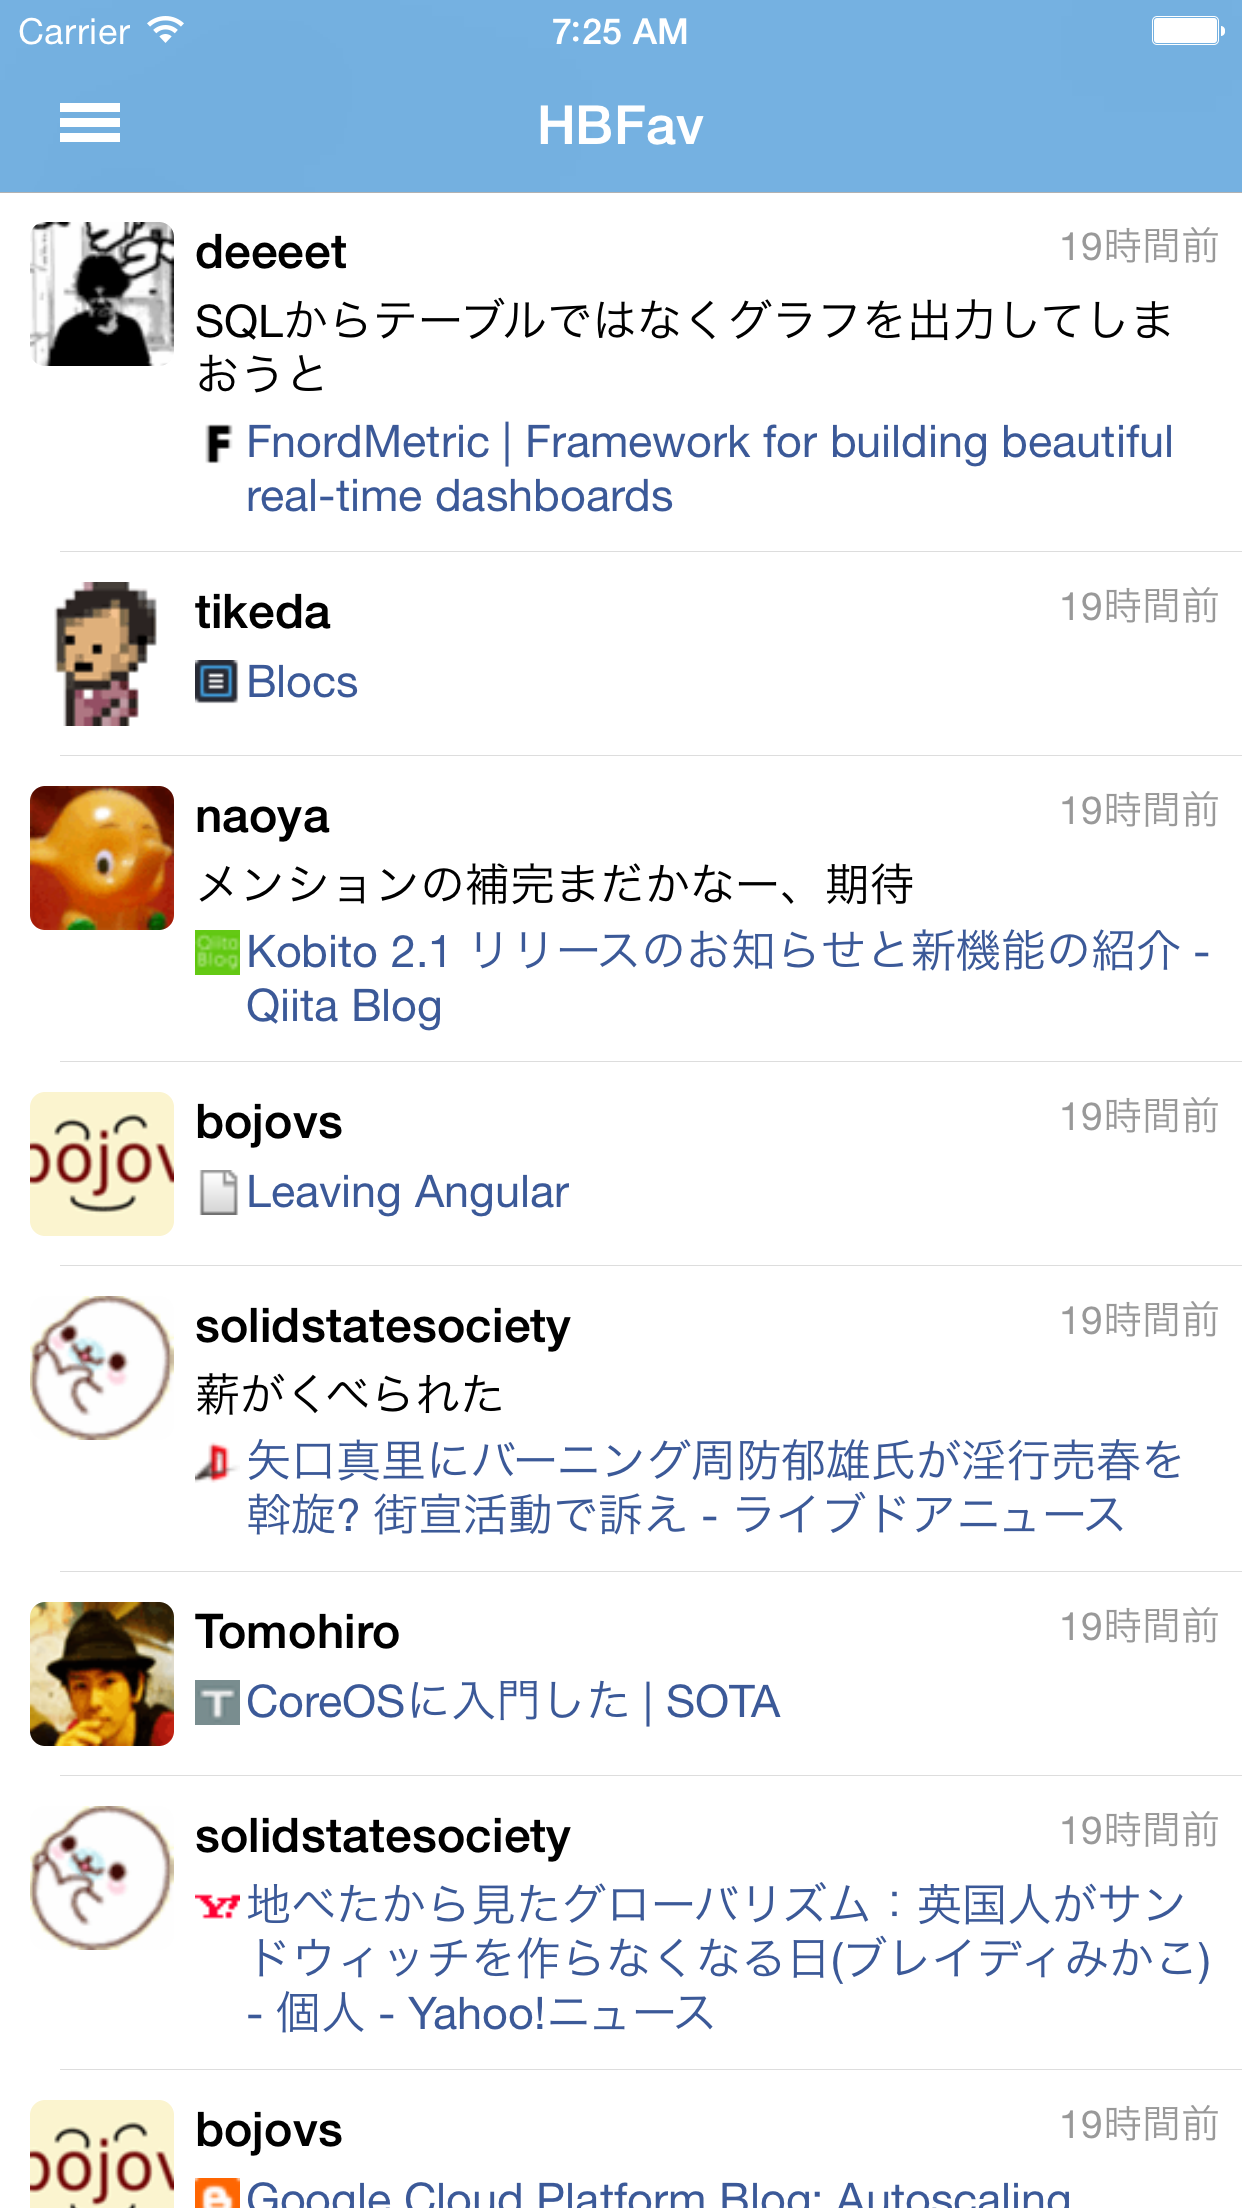 Carrier 7:25 AM
HBFav
deeeet 19時間前
SQLからテーブルではなくグラフを出力してしま
おうと
F FnordMetric | Framework for building beautiful
real-time dashboards
tikeda 19時間前
Blocs
naoya 19時間前
メンションの補完まだかなー、期待
Qiita
Blog
Kobito 2.1 リリースのお知らせと新機能の紹介 -
Qiita Blog
bojovs 19時間前
bojov
Leaving Angular
solidstatesociety 19時間前
薪がくべられた
矢口真里にバーニング周防郁雄氏が淫行売春を
斡旋? 街宣活動で訴え - ライブドアニュース
Tomohiro 19時間前
T CoreOSに入門した | SOTA
solidstatesociety 19時間前
Y! 地べたから見たグローバリズム：英国人がサン
ドウィッチを作らなくなる日(ブレイディみかこ)
- 個人 - Yahoo!ニュース
bojovs 19時間前
bojov
Google Cloud Platform Blog: Autoscaling